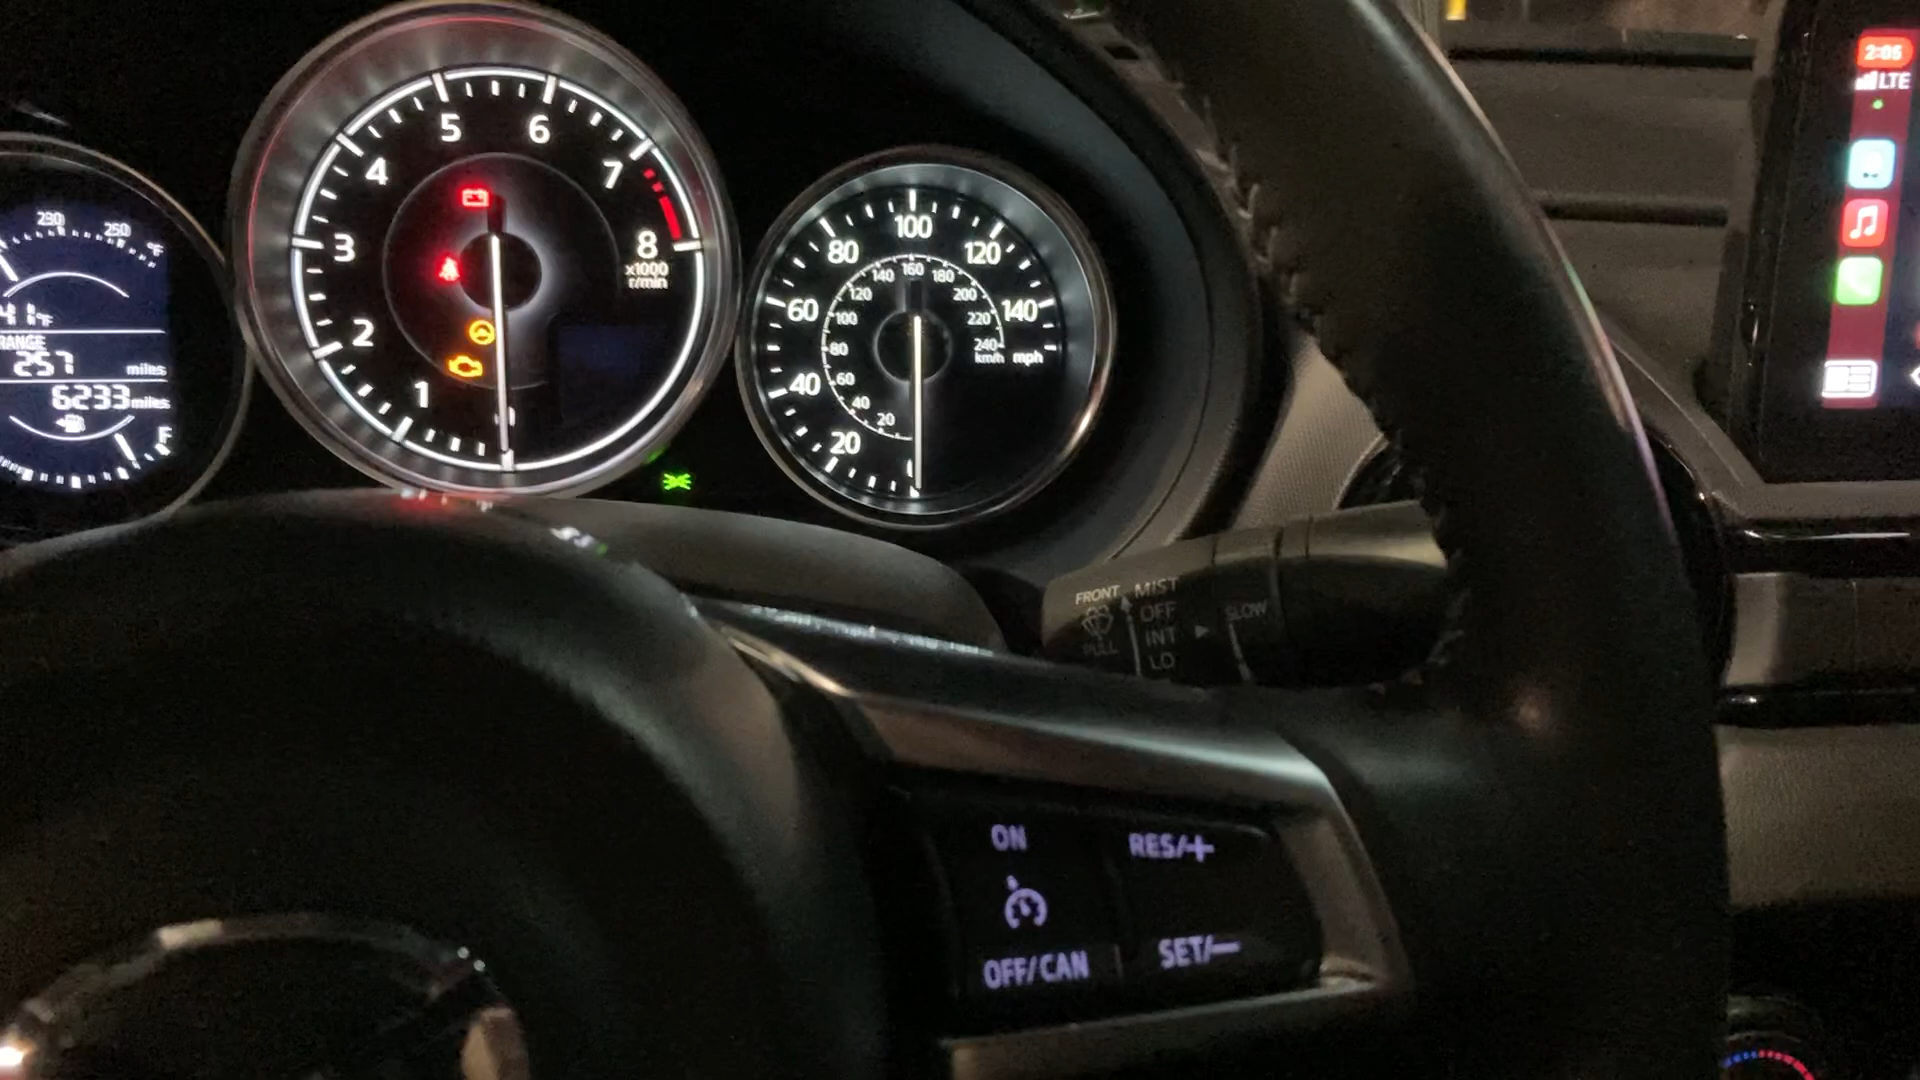 230
250
°F
41°F
RANGE
257 miles
6233 miles
F
1
2
3
4
5
6
7
8
x1000
r/min
20
40
60
80
100
120
140
mph
20
40
60
80
100
120
140
160
180
200
220
240
km/h
2:05
LTE
FRONT
PULL
MIST
OFF
INT
LO
SLOW
ON
OFF/CAN
RES/+
SET/−